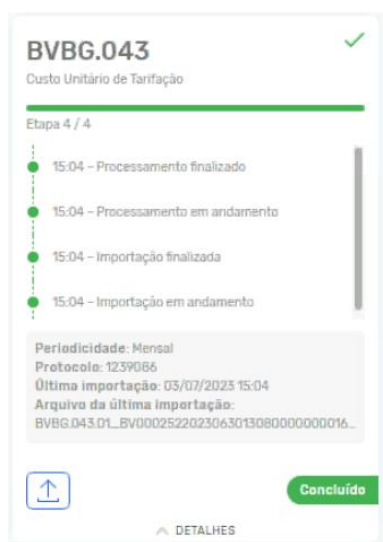 BVBG.043
Custo Unitário de Tarifação
Etapa 4 / 4
15:04 – Processamento finalizado
15:04 – Processamento em andamento
15:04 – Importação finalizada
15:04 – Importação em andamento
Periodicidade: Mensal
Protocolo: 1239086
Última importação: 03/07/2023 15:04
Arquivo da última importação:
BVBG.043.01_BV000252202306301308000000000016...
Concluído
DETALHES